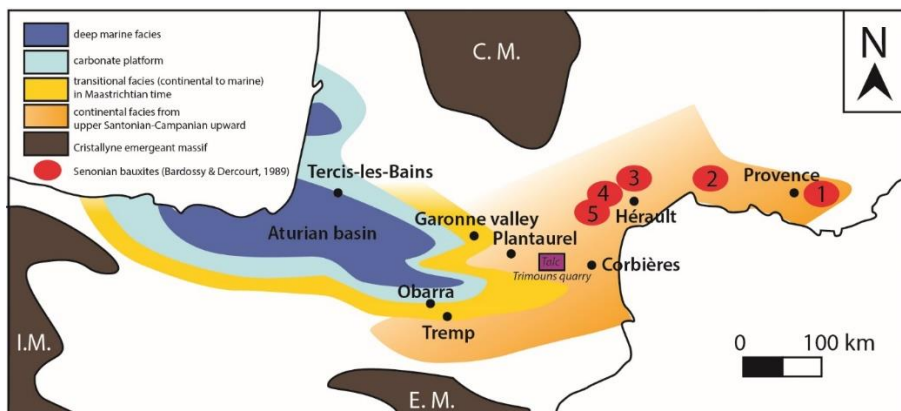 deep marine facies
carbonate platform
transitional facies (continental to marine)
in Maastrichtian time
continental facies from
upper Santonian-Campanian upward
Cristallyne emergeant massif
Senonian bauxites (Bardossy & Dercourt, 1989)
C. M.
N
Tercis-les-Bains
Aturian basin
Garonne valley
Plantaurel
Talc
Trimouns quarry
Obarra
Tremp
Corbières
Hérault
Provence
1
2
3
4
5
I.M.
E. M.
0 100 km